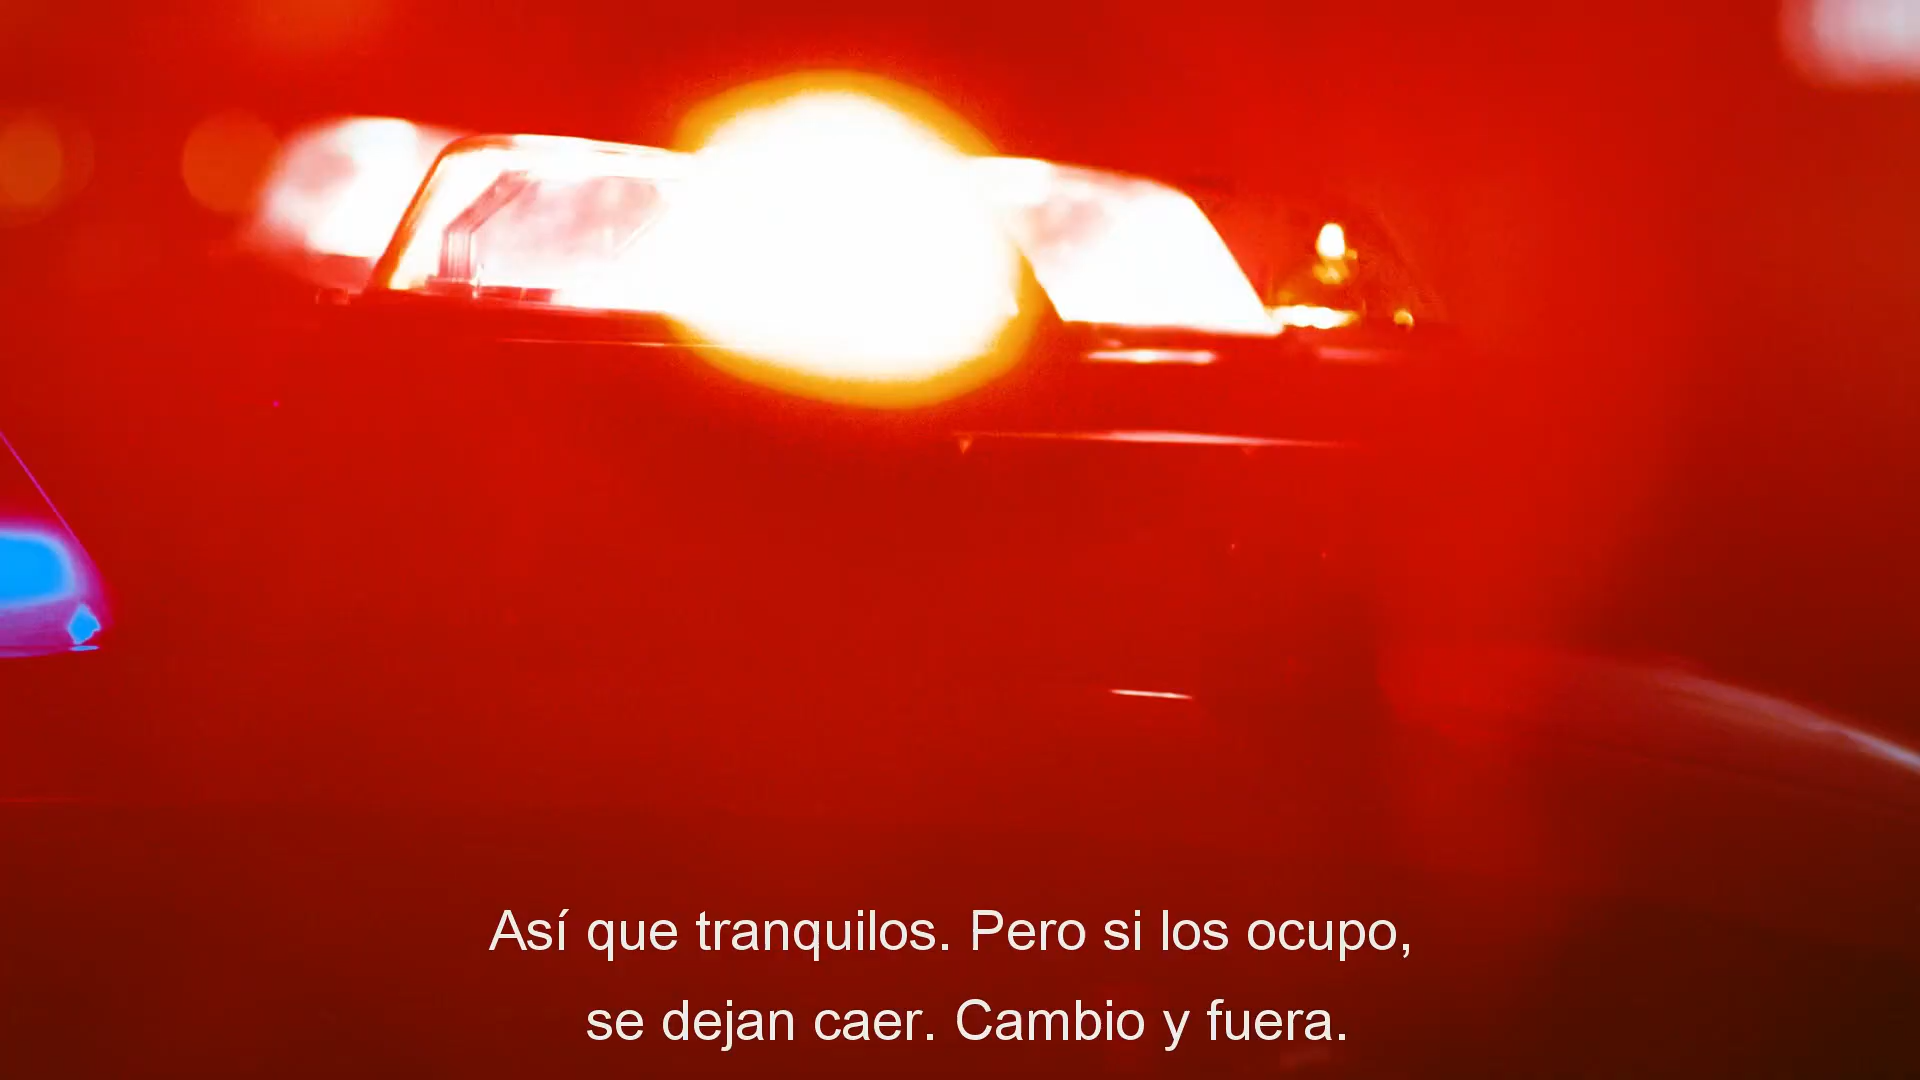 Así que tranquilos. Pero si los ocupo,
se dejan caer. Cambio y fuera.